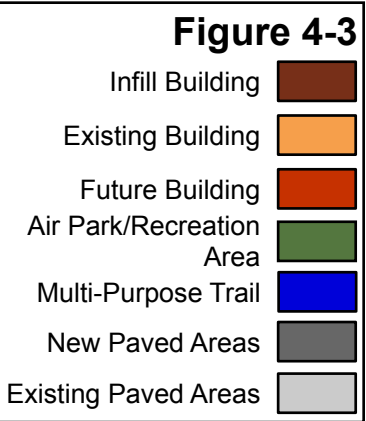 Figure 4-3
Infill Building
Existing Building
Future Building
Air Park/Recreation
Area
Multi-Purpose Trail
New Paved Areas
Existing Paved Areas